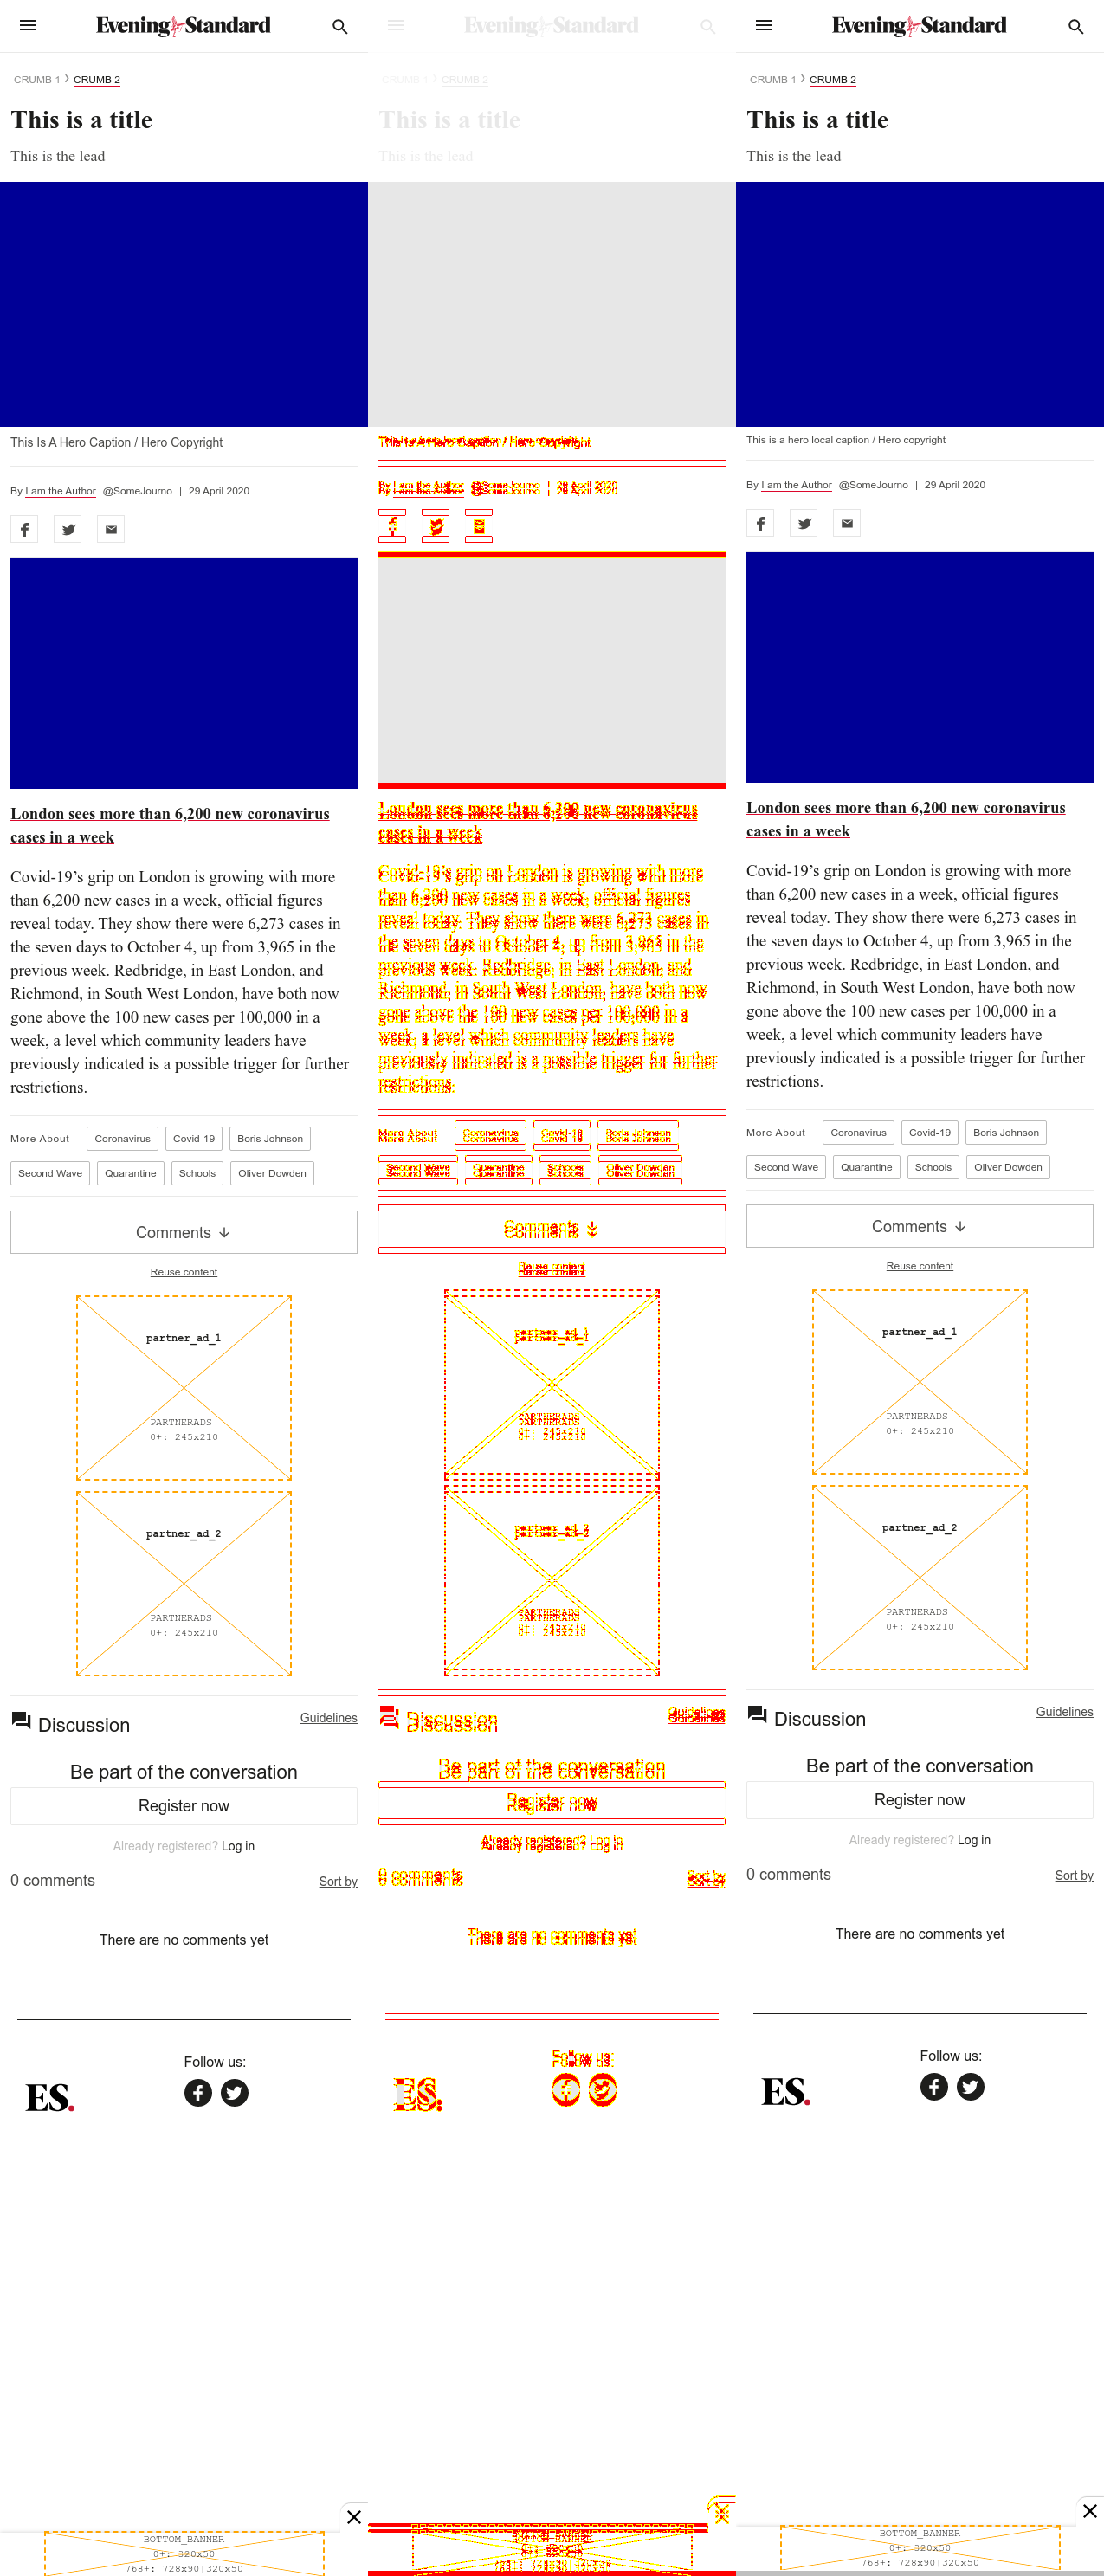 Evening Standard
CRUMB 1 › CRUMB 2
This is a title
This is the lead
This Is A Hero Caption / Hero Copyright
By I am the Author @SomeJourno | 29 April 2020
London sees more than 6,200 new coronavirus
cases in a week
Covid-19’s grip on London is growing with more
than 6,200 new cases in a week, official figures
reveal today. They show there were 6,273 cases in
the seven days to October 4, up from 3,965 in the
previous week. Redbridge, in East London, and
Richmond, in South West London, have both now
gone above the 100 new cases per 100,000 in a
week, a level which community leaders have
previously indicated is a possible trigger for further
restrictions.
More About Coronavirus Covid-19 Boris Johnson
Second Wave Quarantine Schools Oliver Dowden
Comments ↓
Reuse content
partner_ad_1
PARTNERADS
0+: 245x210
partner_ad_2
PARTNERADS
0+: 245x210
Discussion Guidelines
Be part of the conversation
Register now
Already registered? Log in
0 comments Sort by
There are no comments yet
Follow us:
ES.
BOTTOM_BANNER
0+: 320x50
768+: 728x90|320x50
Evening Standard
CRUMB 1 › CRUMB 2
This is a title
This is the lead
By I am the Author @SomeJourno | 29 April 2020
London sees more than 6,200 new coronavirus
cases in a week
Covid-19’s grip on London is growing with more
than 6,200 new cases in a week, official figures
reveal today. They show there were 6,273 cases in
the seven days to October 4, up from 3,965 in the
previous week. Redbridge, in East London, and
Richmond, in South West London, have both now
gone above the 100 new cases per 100,000 in a
week, a level which community leaders have
previously indicated is a possible trigger for further
restrictions.
More About Coronavirus Covid-19 Boris Johnson
Second Wave Quarantine Schools Oliver Dowden
Comments ↓
Reuse content
partner_ad_1
PARTNERADS
0+: 245x210
partner_ad_2
PARTNERADS
0+: 245x210
Discussion Guidelines
Be part of the conversation
Register now
Already registered? Log in
0 comments Sort by
There are no comments yet
Follow us:
ES.
Evening Standard
CRUMB 1 › CRUMB 2
This is a title
This is the lead
This is a hero local caption / Hero copyright
By I am the Author @SomeJourno | 29 April 2020
London sees more than 6,200 new coronavirus
cases in a week
Covid-19’s grip on London is growing with more
than 6,200 new cases in a week, official figures
reveal today. They show there were 6,273 cases in
the seven days to October 4, up from 3,965 in the
previous week. Redbridge, in East London, and
Richmond, in South West London, have both now
gone above the 100 new cases per 100,000 in a
week, a level which community leaders have
previously indicated is a possible trigger for further
restrictions.
More About Coronavirus Covid-19 Boris Johnson
Second Wave Quarantine Schools Oliver Dowden
Comments ↓
Reuse content
partner_ad_1
PARTNERADS
0+: 245x210
partner_ad_2
PARTNERADS
0+: 245x210
Discussion Guidelines
Be part of the conversation
Register now
Already registered? Log in
0 comments Sort by
There are no comments yet
Follow us:
ES.
BOTTOM_BANNER
0+: 320x50
768+: 728x90|320x50